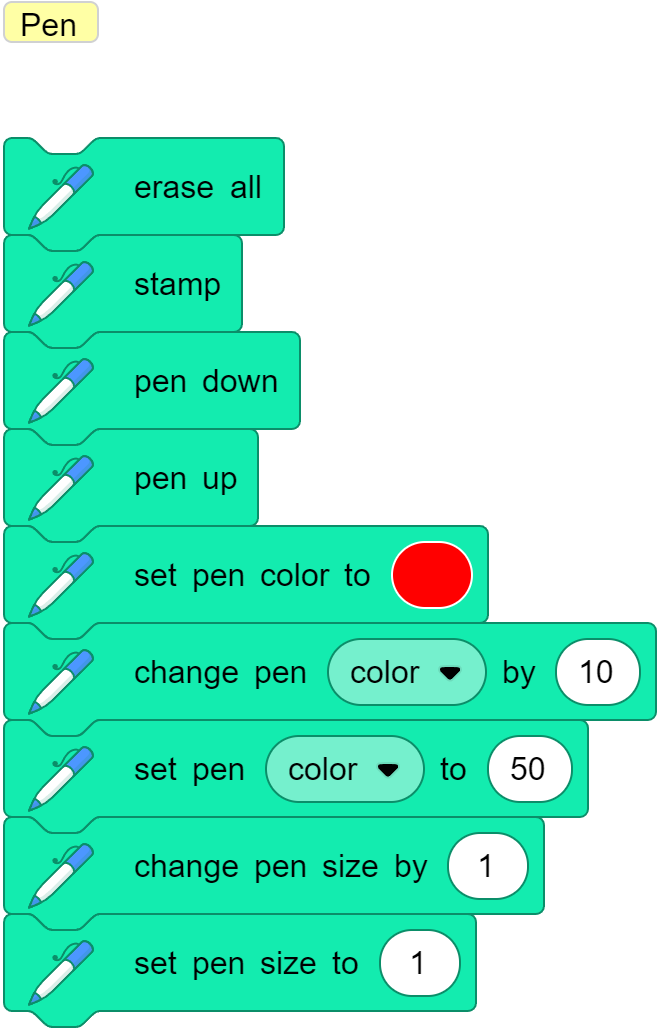 Pen
erase all
stamp
pen down
pen up
set pen color to
change pen color by 10
set pen color to 50
change pen size by 1
set pen size to 1